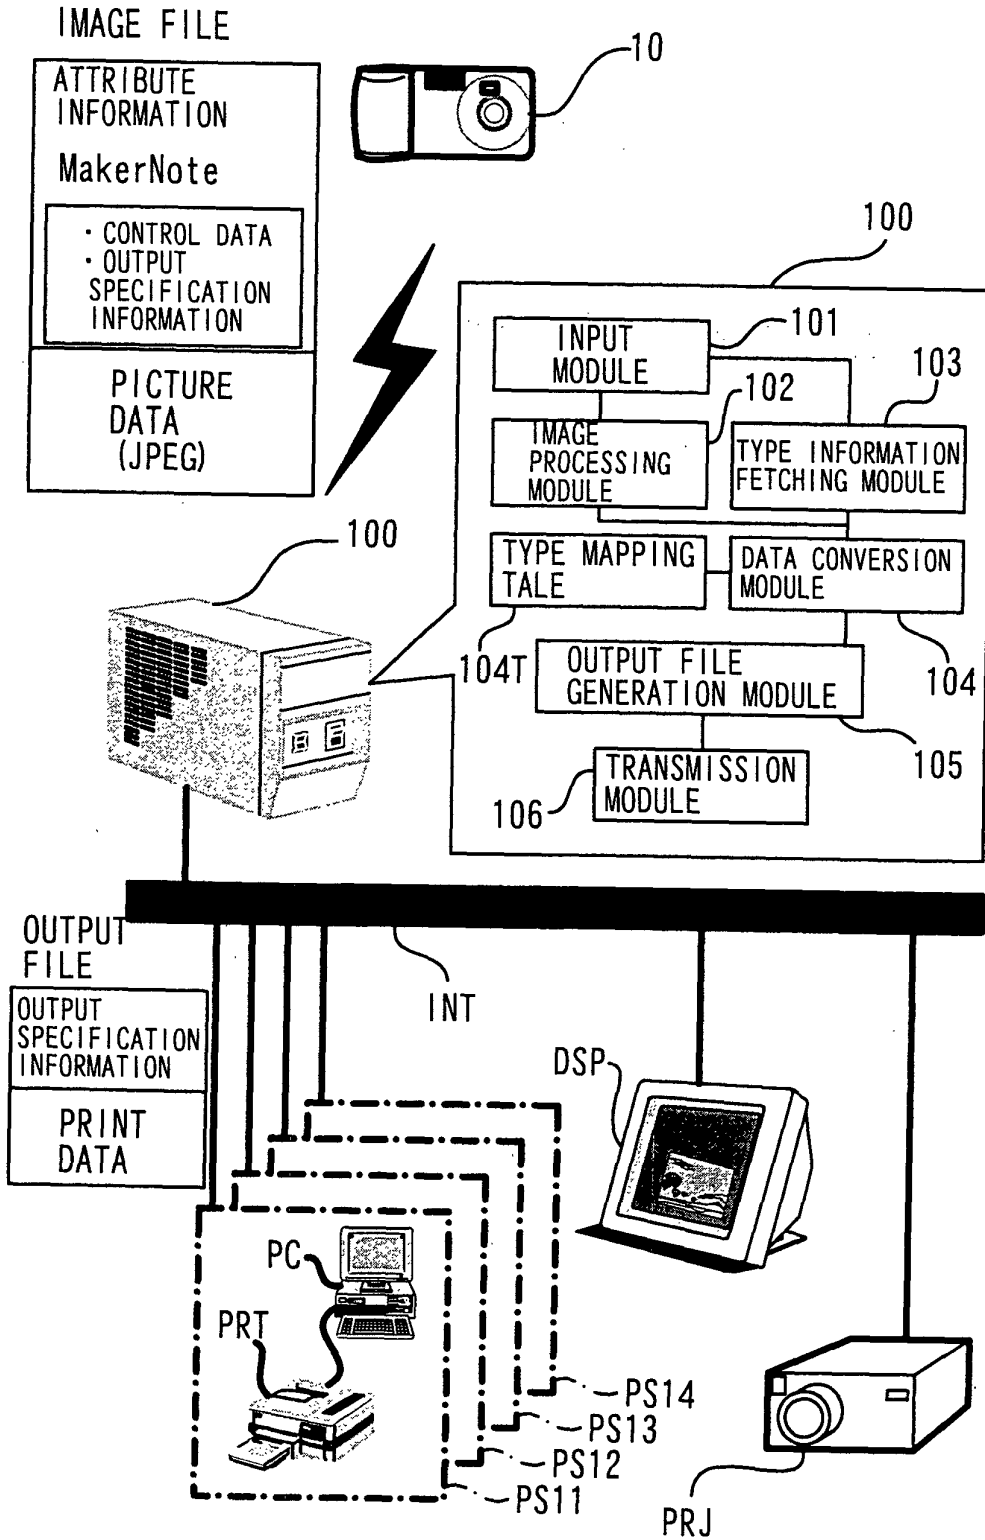 IMAGE FILE
ATTRIBUTE
INFORMATION
MakerNote
· CONTROL DATA
· OUTPUT
SPECIFICATION
INFORMATION
PICTURE
DATA
(JPEG)
10
100
101
INPUT
MODULE
102
103
IMAGE
PROCESSING
MODULE
TYPE INFORMATION
FETCHING MODULE
TYPE MAPPING
TALE
DATA CONVERSION
MODULE
104T
104
OUTPUT FILE
GENERATION MODULE
105
TRANSMISSION
MODULE
106
100
OUTPUT
FILE
OUTPUT
SPECIFICATION
INFORMATION
PRINT
DATA
INT
DSP
PC
PRT
PS14
PS13
PS12
PS11
PRJ